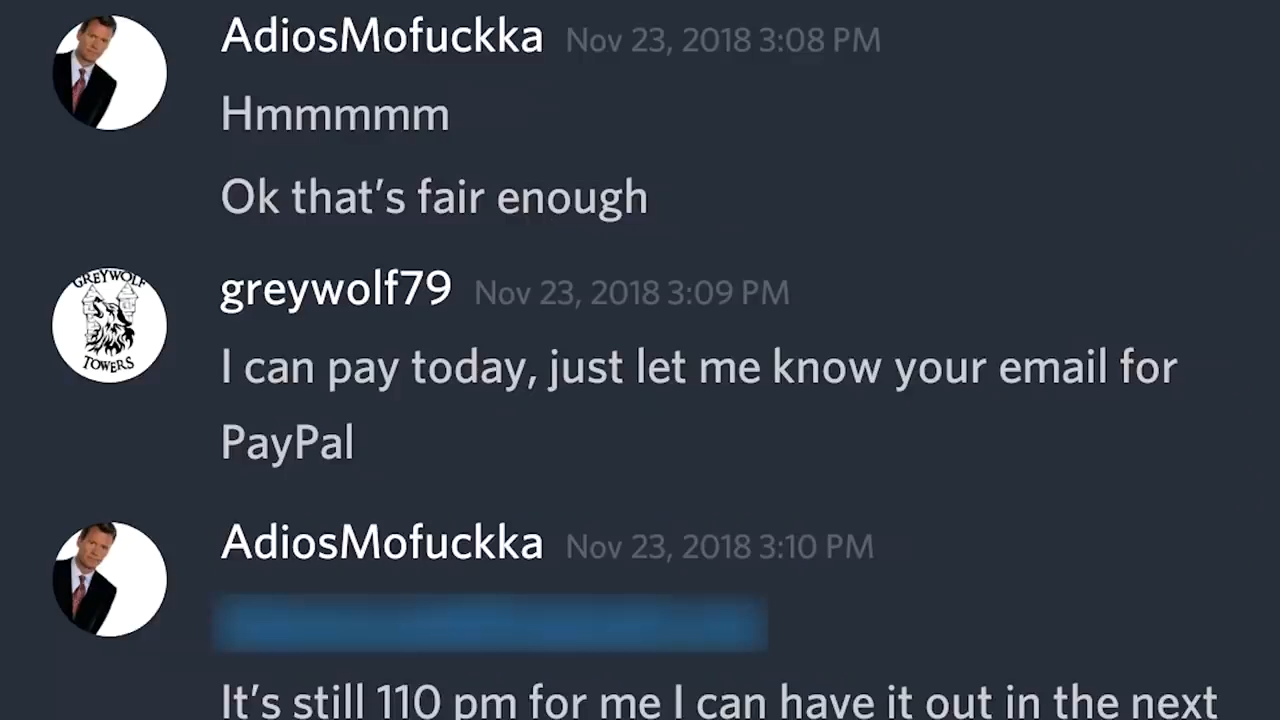 AdiosMofuckka Nov 23, 2018 3:08 PM
Hmmmmm
Ok that's fair enough
GREYWOLF
TOWERS
greywolf79 Nov 23, 2018 3:09 PM
I can pay today, just let me know your email for
PayPal
AdiosMofuckka Nov 23, 2018 3:10 PM
It's still 110 pm for me I can have it out in the next